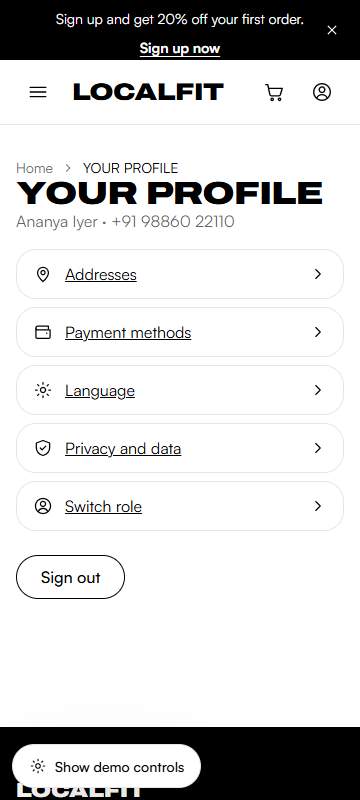 Sign up and get 20% off your first order.
Sign up now
LOCALFIT
Home > YOUR PROFILE
YOUR PROFILE
Ananya Iyer · +91 98860 22110
Addresses
Payment methods
Language
Privacy and data
Switch role
Sign out
Show demo controls
LOCALFIT